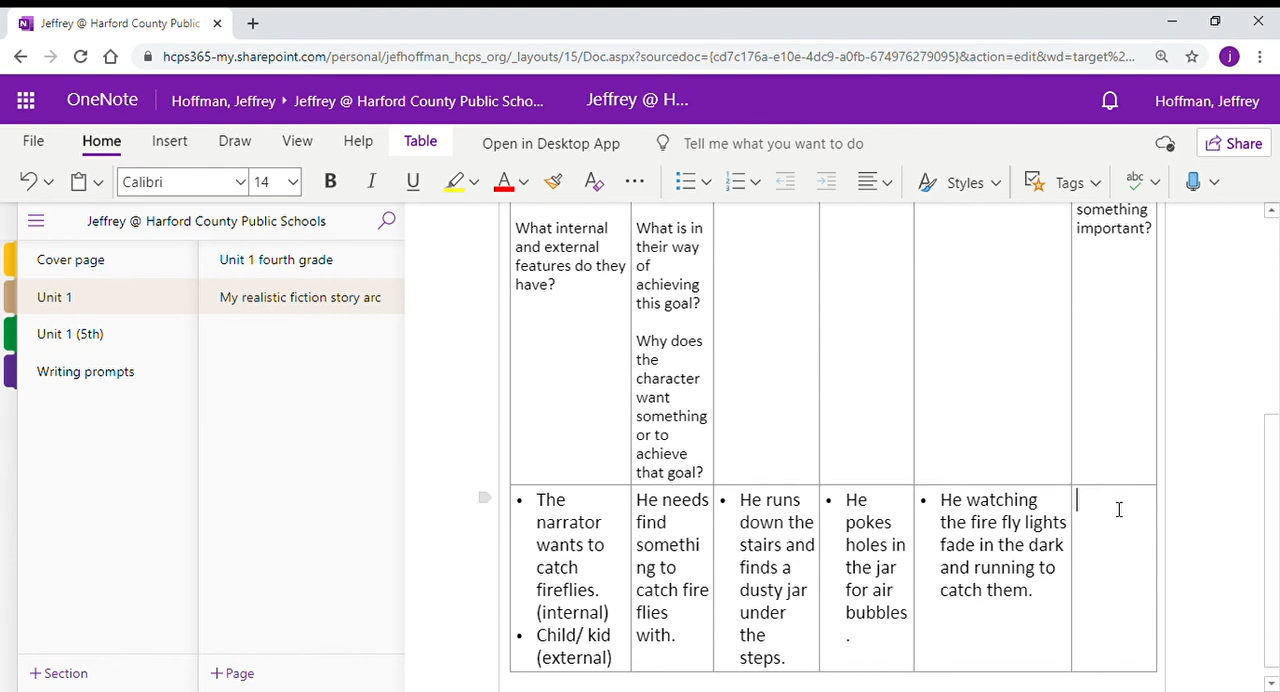 Jeffrey @ Harford County Public
hcps365-my.sharepoint.com/personal/jefhoffman_hcps_org/_layouts/15/Doc.aspx?sourcedoc={cd7c176a-e10e-4dc9-a0fb-674976279095}&action=edit&wd=target%2...
j
OneNote
Hoffman, Jeffrey
Jeffrey @ Harford County Public Scho...
Jeffrey @ H...
Hoffman, Jeffrey
File
Home
Insert
Draw
View
Help
Table
Open in Desktop App
Tell me what you want to do
Share
Calibri
14
B
I
U
A
A
...
Styles
Tags
abc
Jeffrey @ Harford County Public Schools
Cover page
Unit 1
Unit 1 (5th)
Writing prompts
+ Section
Unit 1 fourth grade
My realistic fiction story arc
+ Page
What internal
and external
features do they
have?
What is in
their way
of
achieving
this goal?
Why does
the
character
want
something
or to
achieve
that goal?
something
important?
• The
narrator
wants to
catch
fireflies.
(internal)
• Child/ kid
(external)
He needs
find
somethi
ng to
catch fire
flies
with.
• He runs
down the
stairs and
finds a
dusty jar
under
the
steps.
• He
pokes
holes in
the jar
for air
bubbles
.
• He watching
the fire fly lights
fade in the dark
and running to
catch them.